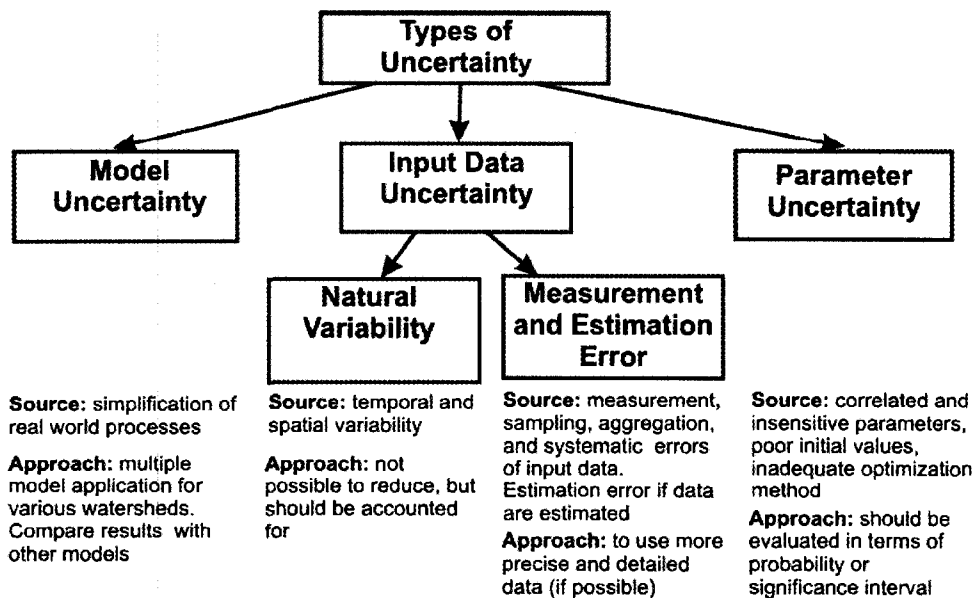 Types of
Uncertainty
Model
Uncertainty
Input Data
Uncertainty
Parameter
Uncertainty
Natural
Variability
Measurement
and Estimation
Error
Source: simplification of
real world processes
Approach: multiple
model application for
various watersheds.
Compare results with
other models
Source: temporal and
spatial variability
Approach: not
possible to reduce, but
should be accounted
for
Source: measurement,
sampling, aggregation,
and systematic errors
of input data.
Estimation error if data
are estimated
Approach: to use more
precise and detailed
data (if possible)
Source: correlated and
insensitive parameters,
poor initial values,
inadequate optimization
method
Approach: should be
evaluated in terms of
probability or
significance interval